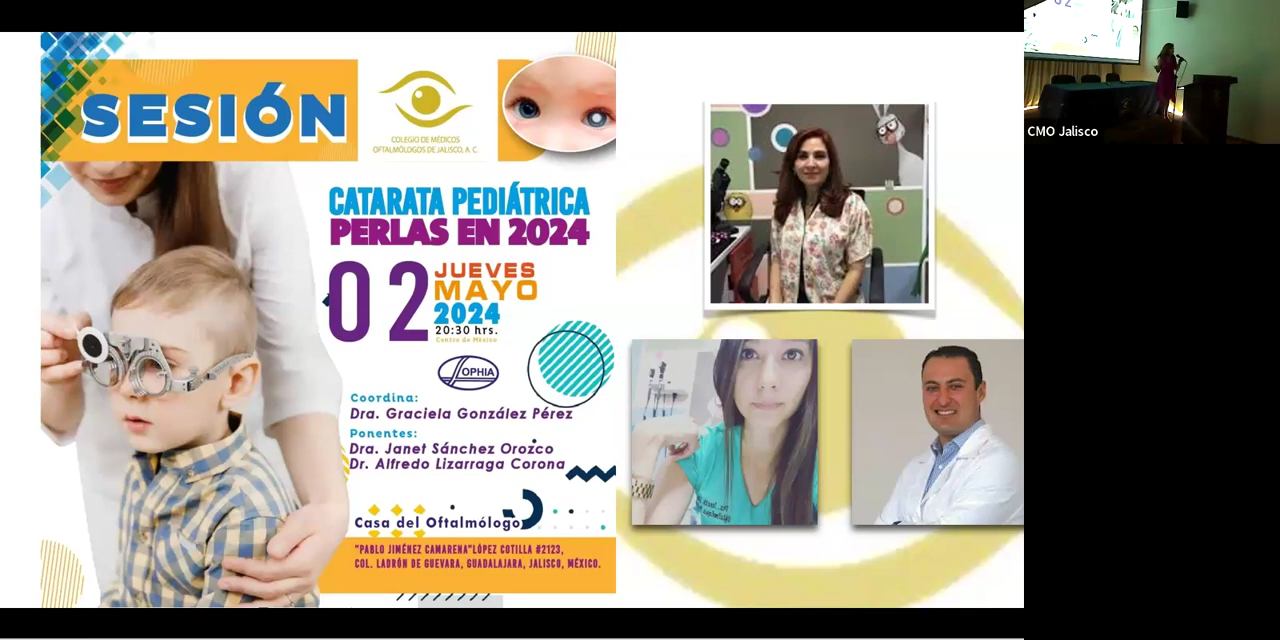 SESIÓN
COLEGIO DE MÉDICOS
OFTALMÓLOGOS DE JALISCO, A. C.
CATARATA PEDIÁTRICA
PERLAS EN 2024
02
JUEVES
MAYO
2024
20:30 hrs.
Centro de México
SOPHIA
Coordina:
Dra. Graciela González Pérez
Ponentes:
Dra. Janet Sánchez Orozco
Dr. Alfredo Lizarraga Corona
Casa del Oftalmólogo
"PABLO JIMÉNEZ CAMARENA"LÓPEZ COTILLA #2123,
COL. LADRÓN DE GUEVARA, GUADALAJARA, JALISCO, MÉXICO.
CMO Jalisco